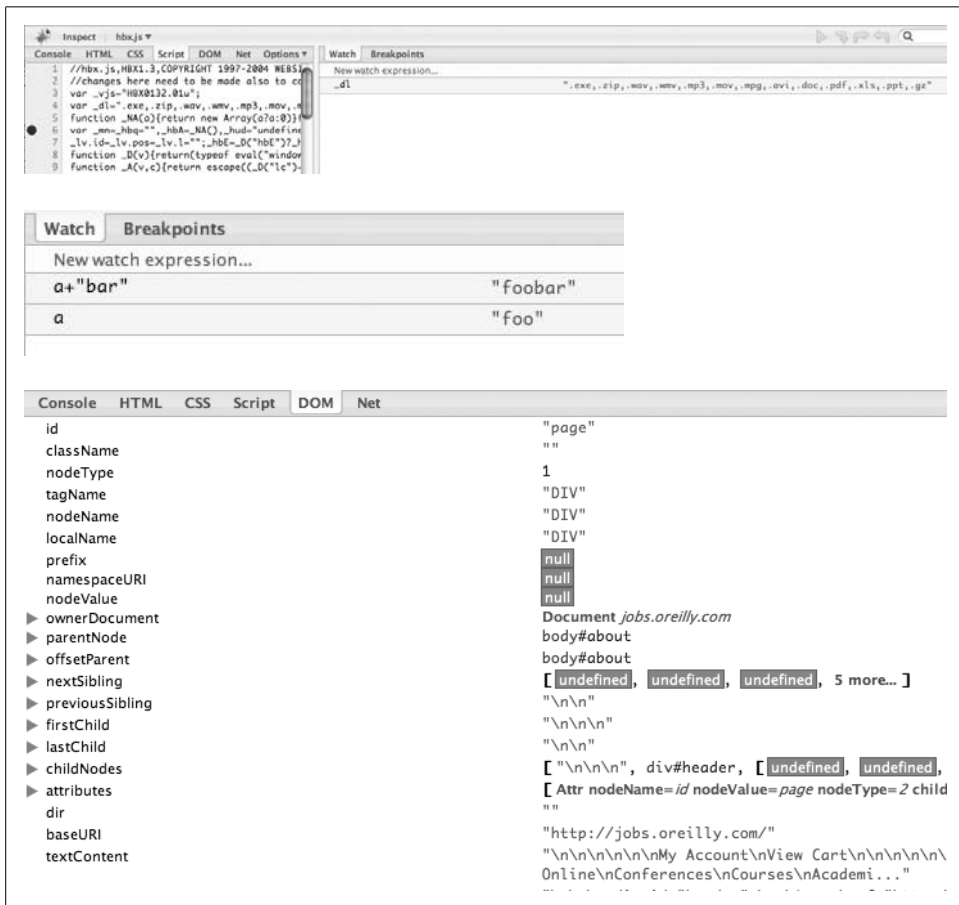 Inspect hbx.js ▾
Console HTML CSS Script DOM Net Options ▾ Watch Breakpoints
1 //hbx.js,HBX1.3,COPYRIGHT 1997-2004 WEBSI
2 //changes here need to be made also to co
3 var _vjs="HBX0132.01u";
4 var _dl=".exe,.zip,.wav,.wmv,.mp3,.mov,.m
5 function _NA(a){return new Array(a?a:0)}f
6 var _mn=_hbq="",_hbA=_NA(),_hud="undefine
7 _lv.id=_lv.pos=_lv.l="";_hbE=_D("hbE")?_h
8 function _D(v){return(typeof eval("window
9 function _A(v,c){return escape((_D("lc")-
New watch expression...
_dl ".exe,.zip,.wav,.wmv,.mp3,.mov,.mpg,.avi,.doc,.pdf,.xls,.ppt,.gz"
Watch Breakpoints
New watch expression...
a+"bar" "foobar"
a "foo"
Console HTML CSS Script DOM Net
id "page"
className ""
nodeType 1
tagName "DIV"
nodeName "DIV"
localName "DIV"
prefix null
namespaceURI null
nodeValue null
ownerDocument Document jobs.oreilly.com
parentNode body#about
offsetParent body#about
nextSibling [ undefined, undefined, undefined, 5 more... ]
previousSibling "\n\n"
firstChild "\n\n\n"
lastChild "\n\n"
childNodes [ "\n\n\n", div#header, [ undefined, undefined,
attributes [ Attr nodeName=id nodeValue=page nodeType=2 child
dir ""
baseURI "http://jobs.oreilly.com/"
textContent "\n\n\n\n\n\nMy Account\nView Cart\n\n\n\n\n\
Online\nConferences\nCourses\nAcademi..."